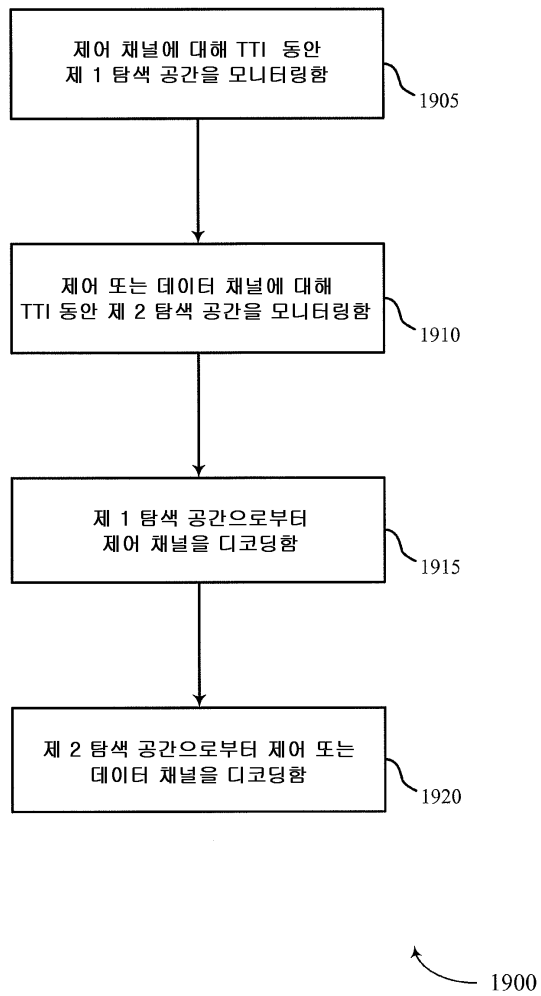 제어 채널에 대해 TTI 동안
제 1 탐색 공간을 모니터링함
1905
제어 또는 데이터 채널에 대해
TTI 동안 제 2 탐색 공간을 모니터링함
1910
제 1 탐색 공간으로부터
제어 채널을 디코딩함
1915
제 2 탐색 공간으로부터 제어 또는
데이터 채널을 디코딩함
1920
1900